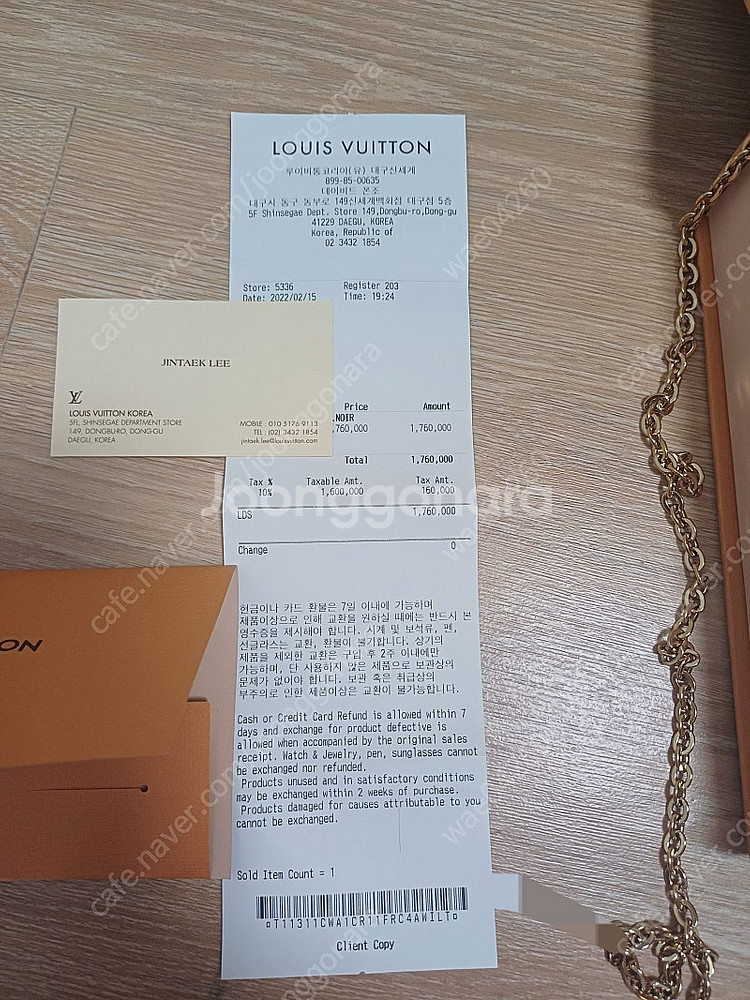 LOUIS VUITTON
루이비통코리아(유) 대구신세계
899-85-00635
데이비드 폰조
대구시 동구 동부로 149신세계백화점 대구점 5층
5F Shinsegae Dept. Store 149,Dongbu-ro,Dong-gu
41229 DAEGU, KOREA
Korea, Republic of
02 3432 1854
Store: 5336 Register 203
Date: 2022/02/15 Time: 19:24
JINTAEK LEE
LV
LOUIS VUITTON KOREA
5FL, SHINSEGAE DEPARTMENT STORE
149, DONGBU-RO, DONG-GU
DAEGU, KOREA
MOBILE : 010 5176 9113
TEL : (02) 3432 1854
jintaek.lee@louisvuitton.com
Price Amount
NOIR
760,000 1,760,000
Total 1,760,000
Tax % Taxable Amt. Tax Amt.
10% 1,600,000 160,000
LDS 1,760,000
Change 0
현금이나 카드 환불은 7일 이내에 가능하며
제품이상으로 인해 교환을 원하실 때에는 반드시 본
영수증을 제시해야 합니다. 시계 및 보석류, 펜,
선글라스는 교환, 환불이 불가합니다. 상기의
제품을 제외한 교환은 구입 후 2주 이내에만
가능하며, 단 사용하지 않은 제품으로 보관상의
문제가 없어야 합니다. 보관 혹은 취급상의
부주의로 인한 제품이상은 교환이 불가능합니다.
Cash or Credit Card Refund is allowed within 7
days and exchange for product defective is
allowed when accompanied by the original sales
receipt. Watch & Jewelry, pen, sunglasses cannot
be exchanged nor refunded.
Products unused and in satisfactory conditions
may be exchanged within 2 weeks of purchase.
Products damaged for causes attributable to you
cannot be exchanged.
Sold Item Count = 1
¤T11311CWA1CR11FRC4AWILT¤
Client Copy
TON
Joonggonara
cafe.naver.com/joonggonara